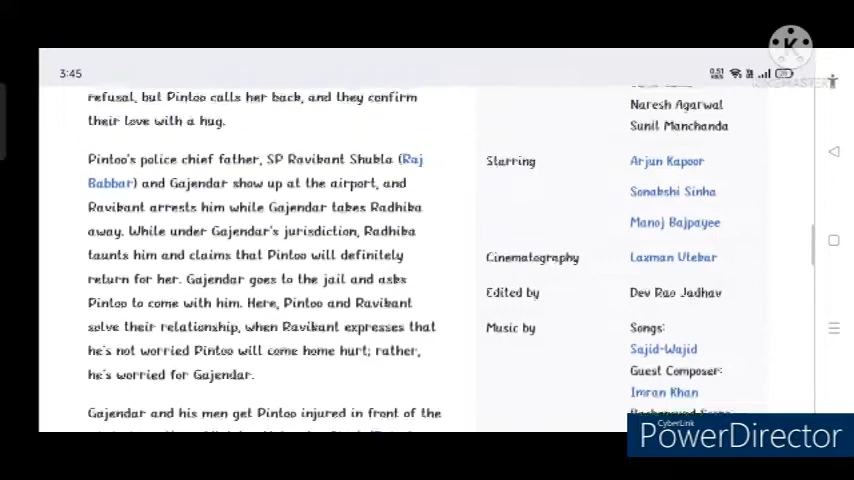 3:45
0.51
KINEMASTER
refusal, but Pintoo calls her back, and they confirm
their love with a hug.
Pintoo's police chief father, SP Ravikant Shukla (Raj
Babbar) and Gajendar show up at the airport, and
Ravikant arrests him while Gajendar takes Radhika
away. While under Gajendar's jurisdiction, Radhika
taunts him and claims that Pintoo will definitely
return for her. Gajendar goes to the jail and asks
Pintoo to come with him. Here, Pintoo and Ravikant
solve their relationship, when Ravikant expresses that
he's not worried Pintoo will come home hurt; rather,
he's worried for Gajendar.
Gajendar and his men get Pintoo injured in front of the
Naresh Agarwal
Sunil Manchanda
Starring
Arjun Kapoor
Sonakshi Sinha
Manoj Bajpayee
Cinematography
Laxman Utekar
Edited by
Dev Rao Jadhav
Music by
Songs:
Sajid-Wajid
Guest Composer:
Imran Khan
CyberLink
PowerDirector